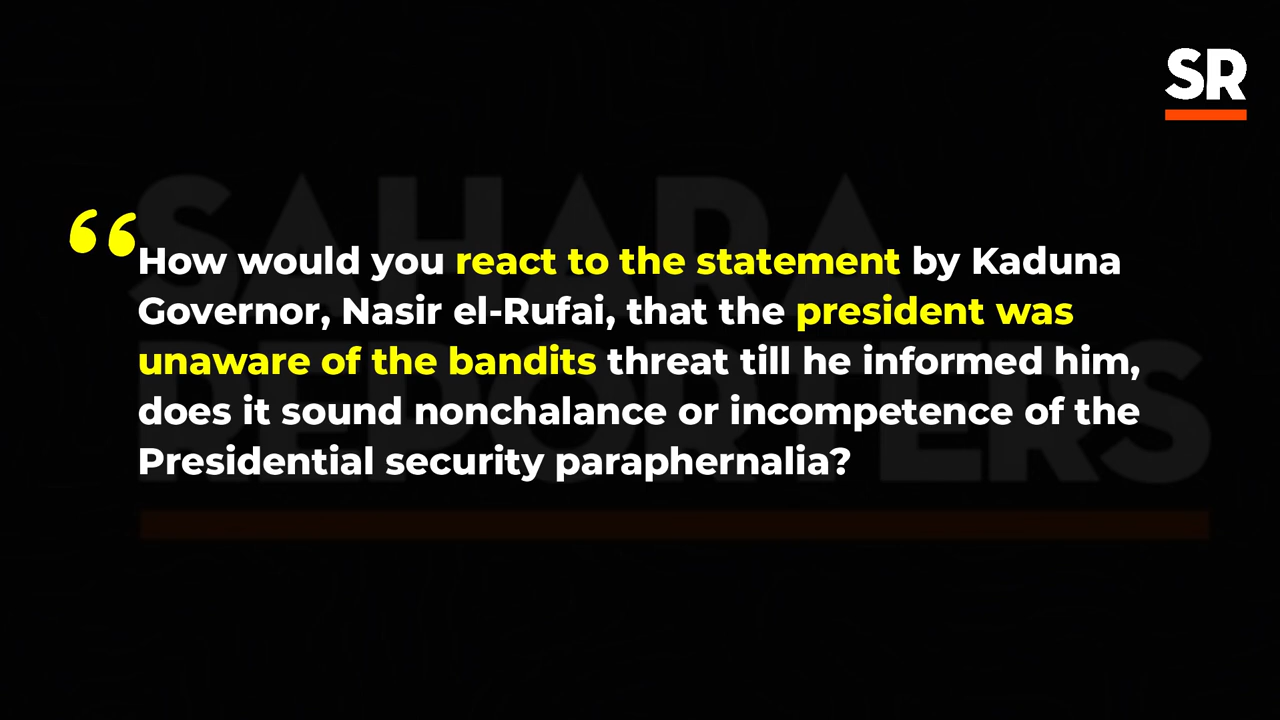 SR
SAHARA
REPORTERS
“How would you react to the statement by Kaduna
Governor, Nasir el-Rufai, that the president was
unaware of the bandits threat till he informed him,
does it sound nonchalance or incompetence of the
Presidential security paraphernalia?